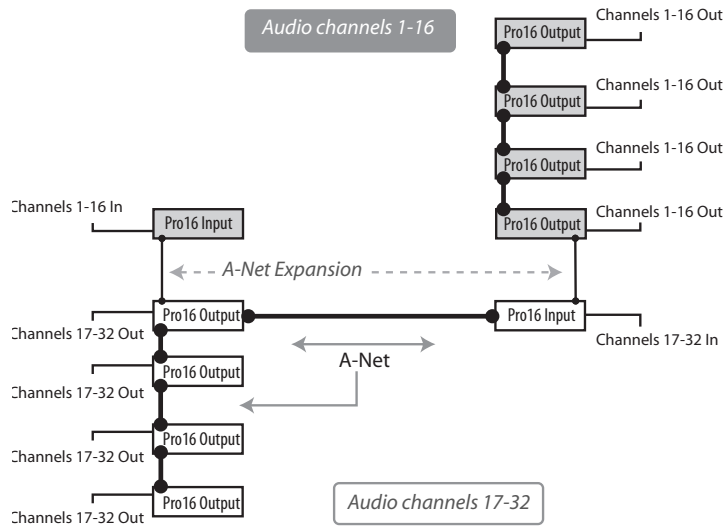 Audio channels 1-16
Channels 1-16 Out
Pro16 Output
Channels 1-16 Out
Pro16 Output
Channels 1-16 Out
Pro16 Output
Channels 1-16 In
Pro16 Input
Channels 1-16 Out
Pro16 Output
A-Net Expansion
Pro16 Output
Pro16 Input
Channels 17-32 Out
Channels 17-32 In
A-Net
Pro16 Output
Channels 17-32 Out
Pro16 Output
Channels 17-32 Out
Pro16 Output
Channels 17-32 Out
Audio channels 17-32